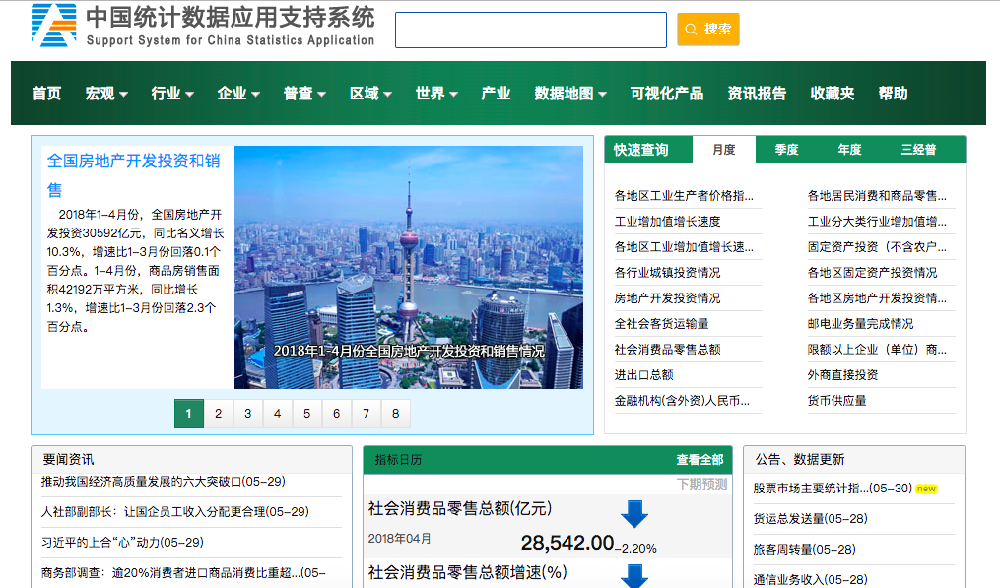 中国统计数据应用支持系统
Support System for China Statistics Application
搜索
首页 宏观 行业 企业 普查 区域 世界 产业 数据地图 可视化产品 资讯报告 收藏夹 帮助
全国房地产开发投资和销
售
2018年1-4月份，全国房地产开
发投资30592亿元，同比名义增长
10.3%，增速比1-3月份回落0.1个
百分点。1-4月份，商品房销售面
积42192万平方米，同比增长
1.3%，增速比1-3月份回落2.3个
百分点。
2018年1-4月份全国房地产开发投资和销售情况
1 2 3 4 5 6 7 8
快速查询 月度 季度 年度 三经普
各地区工业生产者价格指... 各地居民消费和商品零售...
工业增加值增长速度 工业分大类行业增加值增...
各地区工业增加值增长速... 固定资产投资（不含农户...
各行业城镇投资情况 各地区固定资产投资情况
房地产开发投资情况 各地区房地产开发投资情...
全社会客货运输量 邮电业务量完成情况
社会消费品零售总额 限额以上企业（单位）商...
进出口总额 外商直接投资
金融机构(含外资)人民币... 货币供应量
要闻资讯
推动我国经济高质量发展的六大突破口(05-29)
人社部副部长：让国企员工收入分配更合理(05-29)
习近平的上合“心”动力(05-29)
商务部调查：逾20%消费者进口商品消费比重超...(05-
指标日历 查看全部
下期预测
社会消费品零售总额(亿元)
2018年04月 28,542.00 -2.20%
社会消费品零售总额增速(%)
公告、数据更新
股票市场主要统计指...(05-30) new
货运总发送量(05-28)
旅客周转量(05-28)
通信业务收入(05-28)